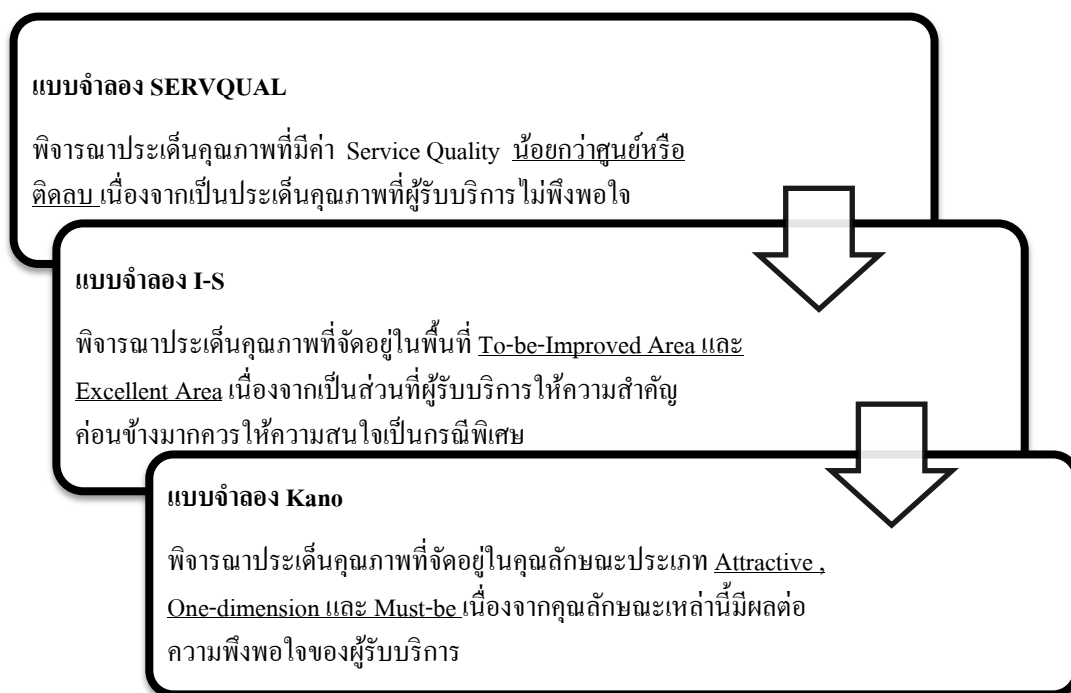 แบบจำลอง SERVQUAL
พิจารณาประเด็นคุณภาพที่มีค่า Service Quality น้อยกว่าศูนย์หรือ
ติดลบ เนื่องจากเป็นประเด็นคุณภาพที่ผู้รับบริการไม่พึงพอใจ
แบบจำลอง I-S
พิจารณาประเด็นคุณภาพที่จัดอยู่ในพื้นที่ To-be-Improved Area และ
Excellent Area เนื่องจากเป็นส่วนที่ผู้รับบริการให้ความสำคัญ
ค่อนข้างมากควรให้ความสนใจเป็นกรณีพิเศษ
แบบจำลอง Kano
พิจารณาประเด็นคุณภาพที่จัดอยู่ในคุณลักษณะประเภท Attractive ,
One-dimension และ Must-be เนื่องจากคุณลักษณะเหล่านี้มีผลต่อ
ความพึงพอใจของผู้รับบริการ